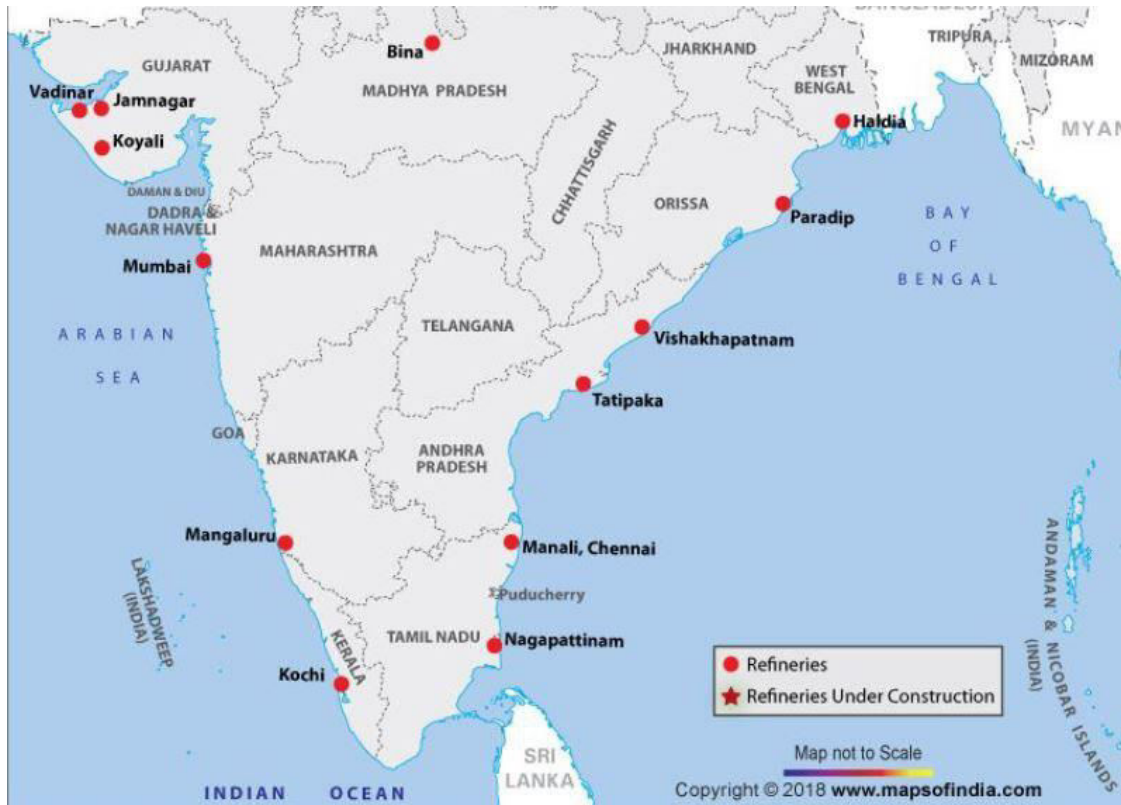 BANGLADESH
TRIPURA
MIZORAM
MYAN
JHARKHAND
WEST
BENGAL
Bina
MADHYA PRADESH
GUJARAT
Vadinar
Jamnagar
Koyali
Haldia
CHHATTISGARH
DAMAN & DIU
DADRA &
NAGAR HAVELI
ORISSA
Paradip
BAY
OF
BENGAL
MAHARASHTRA
Mumbai
ARABIAN
SEA
TELANGANA
Vishakhapatnam
Tatipaka
GOA
KARNATAKA
ANDHRA
PRADESH
Mangaluru
Manali, Chennai
LAKSHADWEEP
(INDIA)
Puducherry
ANDAMAN & NICOBAR ISLANDS
(INDIA)
KERALA
TAMIL NADU
Nagapattinam
Kochi
Refineries
Refineries Under Construction
SRI
LANKA
Map not to Scale
Copyright © 2018 www.mapsofindia.com
INDIAN OCEAN